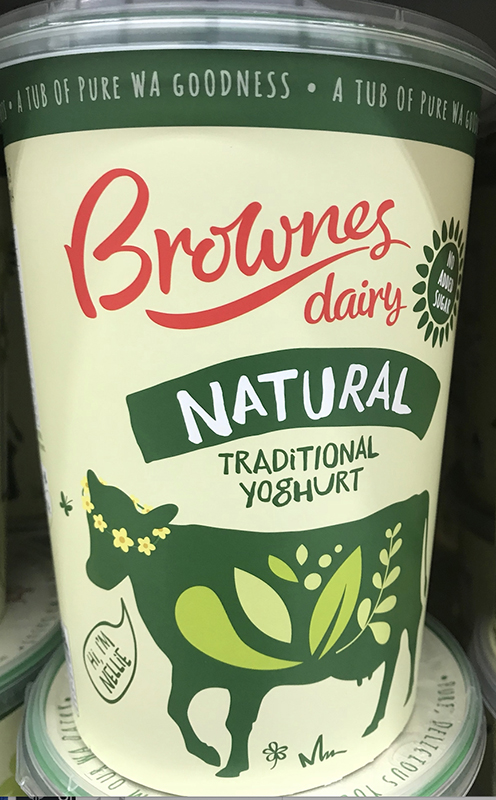 • A TUB OF PURE WA GOODNESS • A TUB OF PURE WA
Brownes
dairy
NO
ADDED
SUGAR
NATURAL
TRADITIONAL
YOGHURT
HI, I'M
NELLIE